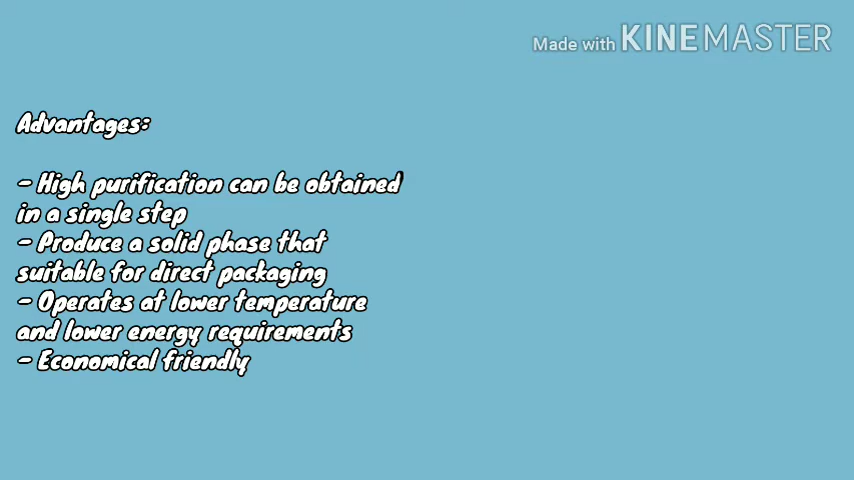 Made with KINEMASTER
Advantages:
- High purification can be obtained
in a single step
- Produce a solid phase that
suitable for direct packaging
- Operates at lower temperature
and lower energy requirements
- Economical friendly